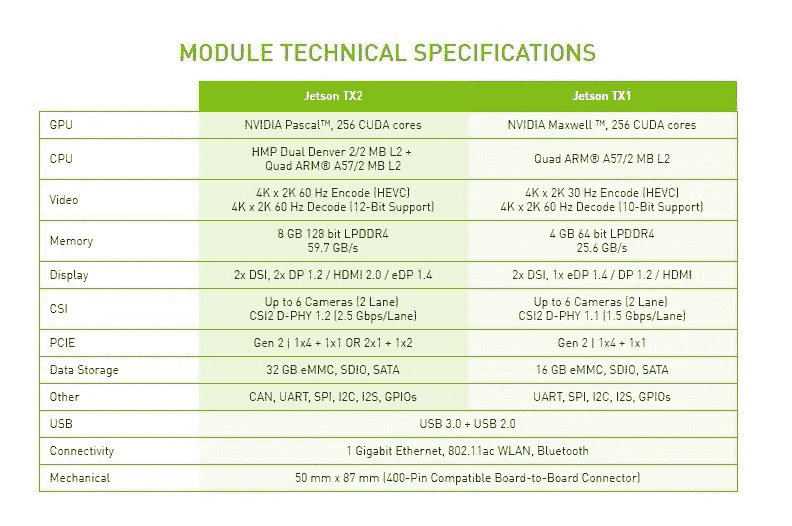 MODULE TECHNICAL SPECIFICATIONS
Jetson TX2 Jetson TX1
GPU NVIDIA Pascal™, 256 CUDA cores NVIDIA Maxwell ™, 256 CUDA cores
CPU HMP Dual Denver 2/2 MB L2 +
Quad ARM® A57/2 MB L2 Quad ARM® A57/2 MB L2
Video 4K x 2K 60 Hz Encode (HEVC) 4K x 2K 30 Hz Encode (HEVC)
4K x 2K 60 Hz Decode (12-Bit Support) 4K x 2K 60 Hz Decode (10-Bit Support)
Memory 8 GB 128 bit LPDDR4 4 GB 64 bit LPDDR4
59.7 GB/s 25.6 GB/s
Display 2x DSI, 2x DP 1.2 / HDMI 2.0 / eDP 1.4 2x DSI, 1x eDP 1.4 / DP 1.2 / HDMI
CSI Up to 6 Cameras (2 Lane) Up to 6 Cameras (2 Lane)
CSI2 D-PHY 1.2 (2.5 Gbps/Lane) CSI2 D-PHY 1.1 (1.5 Gbps/Lane)
PCIE Gen 2 | 1x4 + 1x1 OR 2x1 + 1x2 Gen 2 | 1x4 + 1x1
Data Storage 32 GB eMMC, SDIO, SATA 16 GB eMMC, SDIO, SATA
Other CAN, UART, SPI, I2C, I2S, GPIOs UART, SPI, I2C, I2S, GPIOs
USB USB 3.0 + USB 2.0
Connectivity 1 Gigabit Ethernet, 802.11ac WLAN, Bluetooth
Mechanical 50 mm x 87 mm (400-Pin Compatible Board-to-Board Connector)